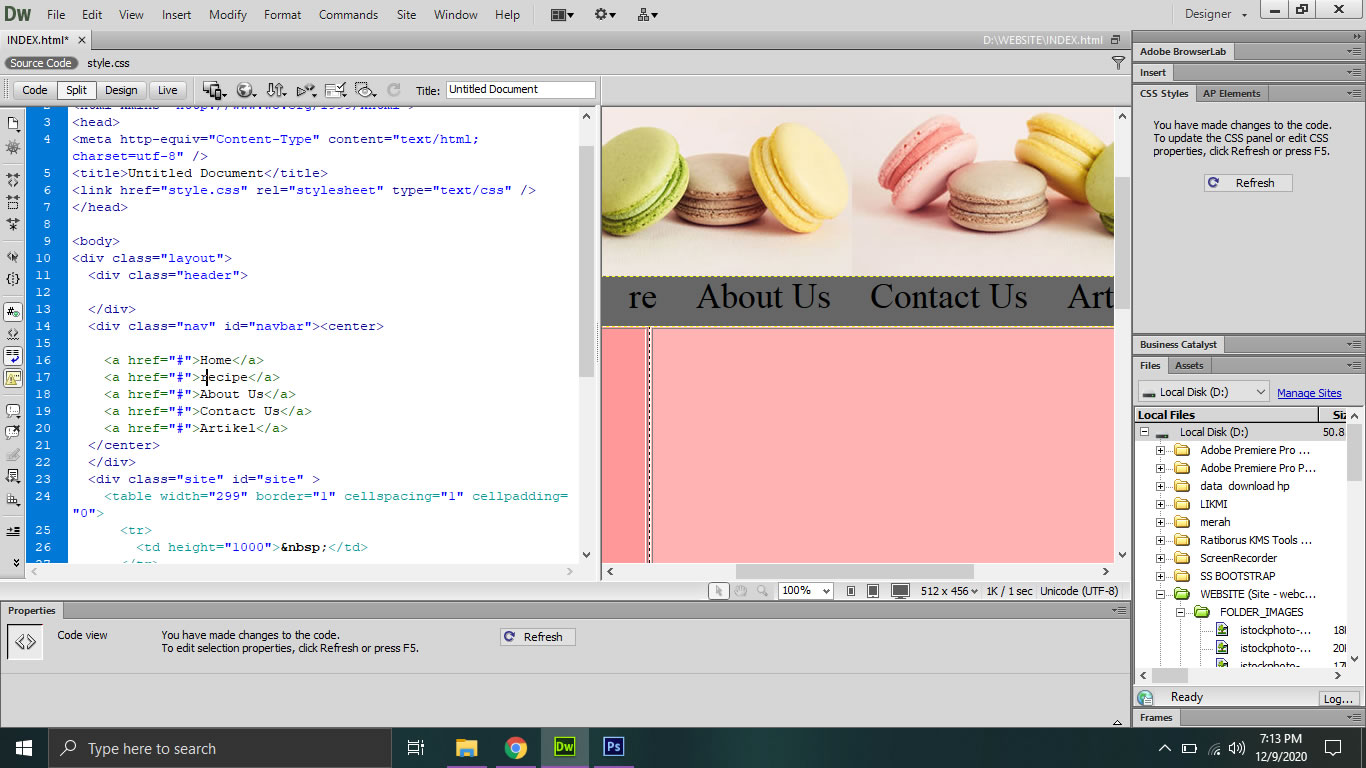 Dw File Edit View Insert Modify Format Commands Site Window Help Designer
INDEX.html* D:\WEBSITE\INDEX.html
Source Code style.css
Code Split Design Live Title: Untitled Document
3 <head>
4 <meta http-equiv="Content-Type" content="text/html;
charset=utf-8" />
5 <title>Untitled Document</title>
6 <link href="style.css" rel="stylesheet" type="text/css" />
7 </head>
8
9 <body>
10 <div class="layout">
11 <div class="header">
12
13 </div>
14 <div class="nav" id="navbar"><center>
15
16 <a href="#">Home</a>
17 <a href="#">recipe</a>
18 <a href="#">About Us</a>
19 <a href="#">Contact Us</a>
20 <a href="#">Artikel</a>
21 </center>
22 </div>
23 <div class="site" id="site" >
24 <table width="299" border="1" cellspacing="1" cellpadding=
"0">
25 <tr>
26 <td height="1000">&nbsp;</td>
re About Us Contact Us Art
100% 512 x 456 1K / 1 sec Unicode (UTF-8)
Properties
Code view
You have made changes to the code.
To edit selection properties, click Refresh or press F5.
Refresh
Adobe BrowserLab
Insert
CSS Styles AP Elements
You have made changes to the code.
To update the CSS panel or edit CSS
properties, click Refresh or press F5.
Refresh
Business Catalyst
Files Assets
Local Disk (D:) Manage Sites
Local Files Siz
Local Disk (D:) 50.8
Adobe Premiere Pro ...
Adobe Premiere Pro P...
data download hp
LIKMI
merah
Ratiborus KMS Tools ...
ScreenRecorder
SS BOOTSTRAP
WEBSITE (Site - webc...
FOLDER_IMAGES
istockphoto-... 18
istockphoto-... 20
istockphoto- 17
Ready Log...
Frames
Type here to search
Dw Ps
7:13 PM
12/9/2020